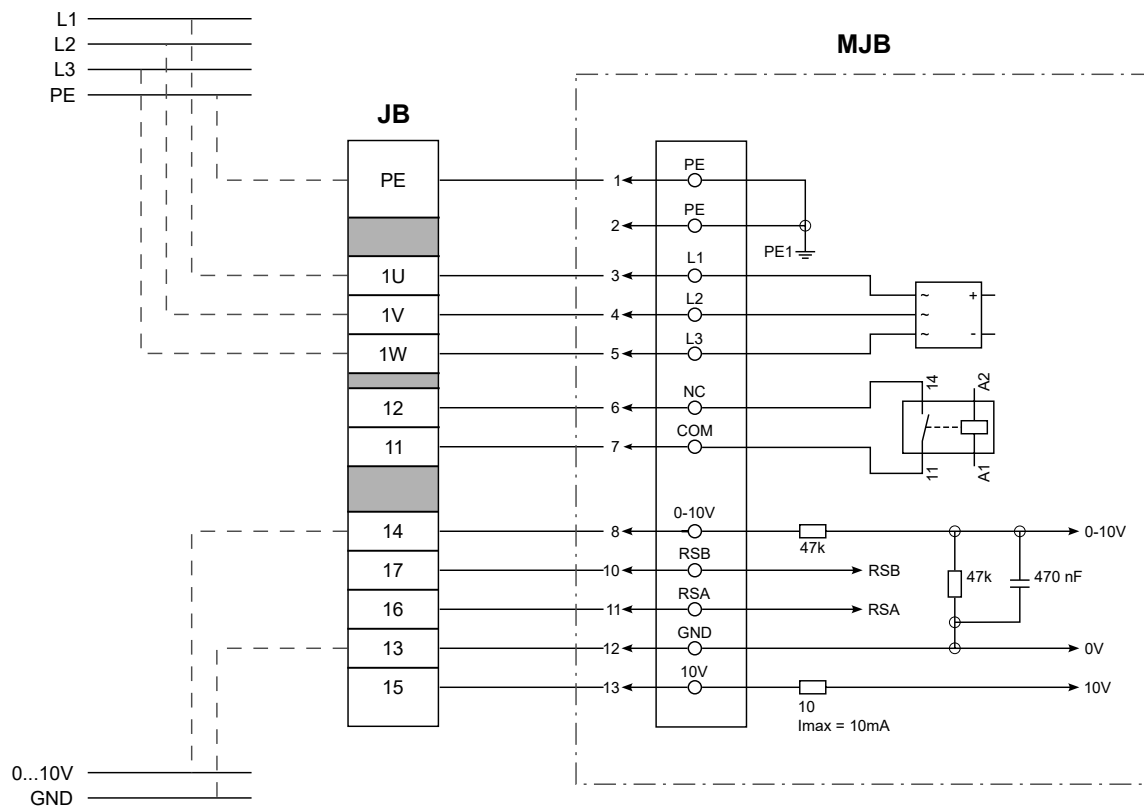 L1
L2
L3
PE
MJB
JB
PE
1
PE
2
PE
PE1
1U
3
L1
~
+
1V
4
L2
~
1W
5
L3
~
-
12
6
NC
14
A2
11
7
COM
11
A1
14
8
0-10V
47k
0-10V
17
10
RSB
RSB
47k
470 nF
16
11
RSA
RSA
13
12
GND
0V
15
13
10V
10V
10
Imax = 10mA
0...10V
GND